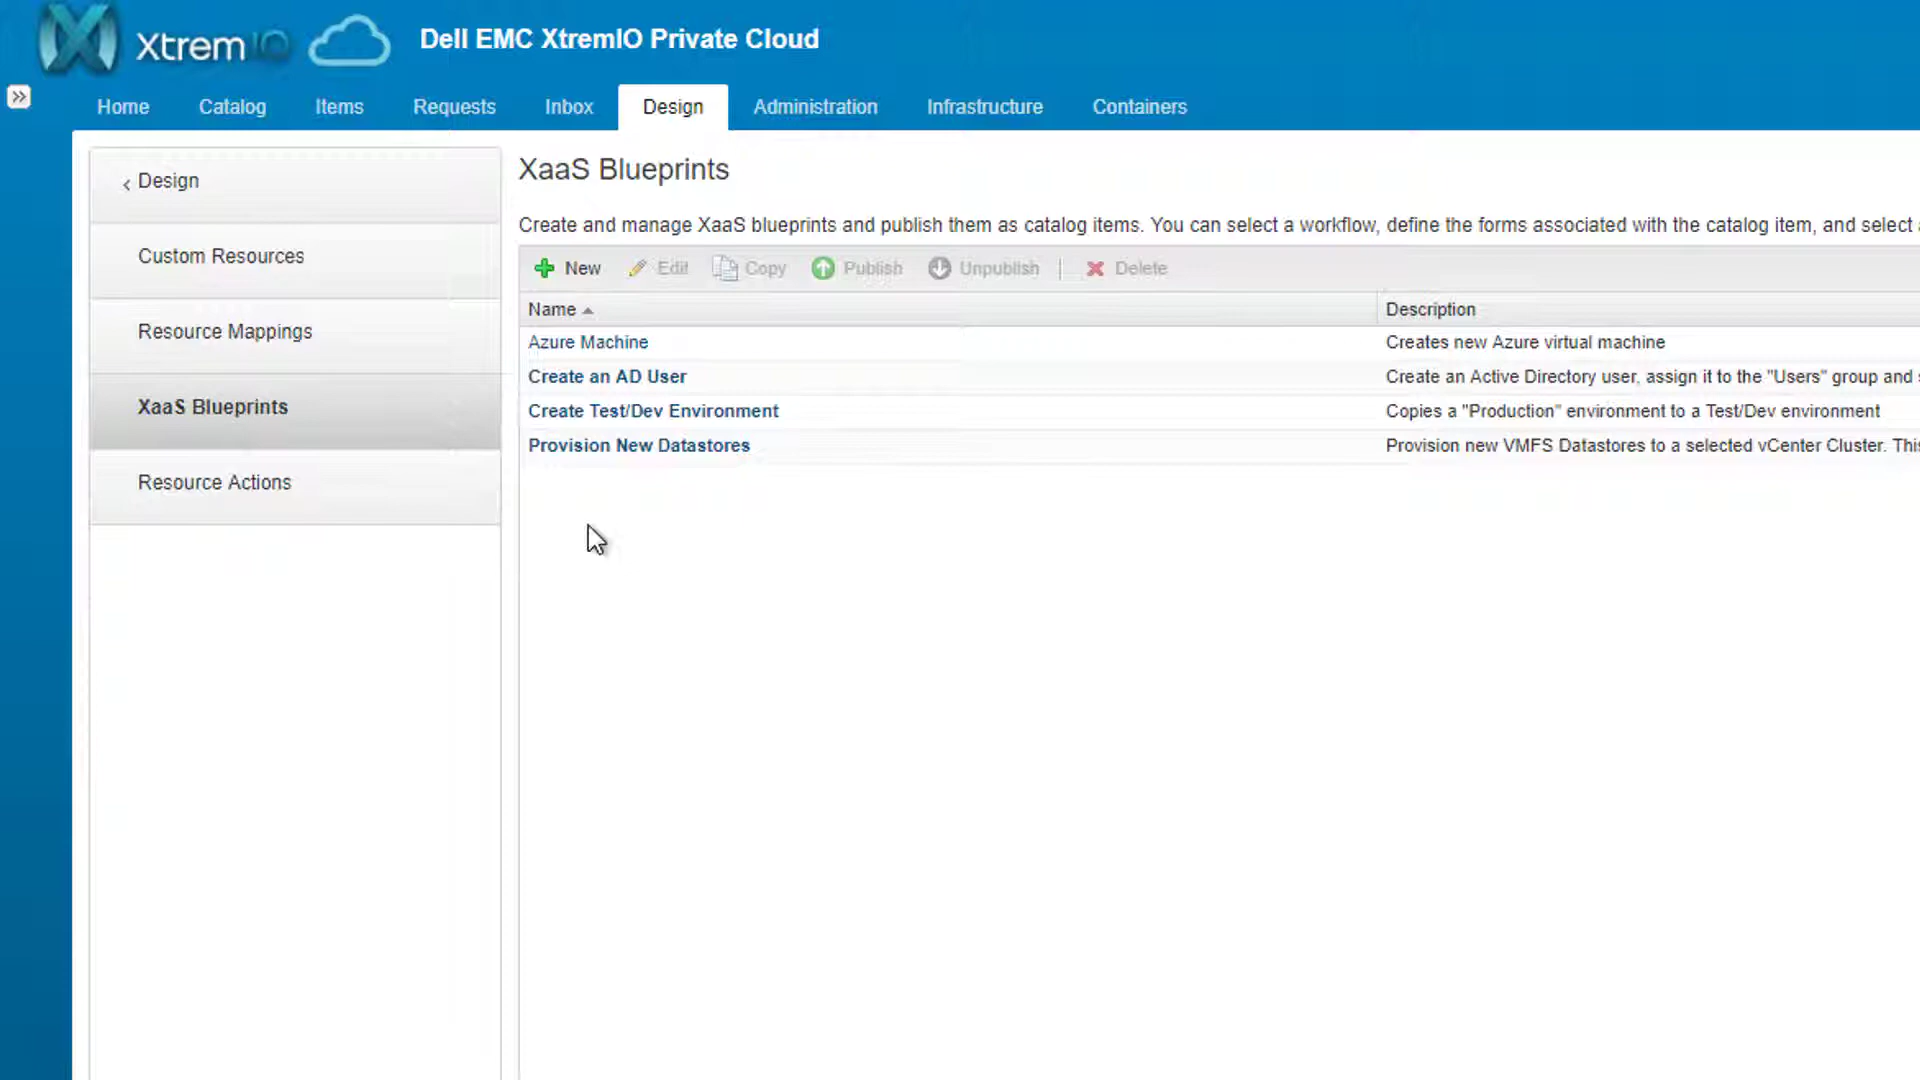 XtremIO
Dell EMC XtremIO Private Cloud
Home
Catalog
Items
Requests
Inbox
Design
Administration
Infrastructure
Containers
Design
Custom Resources
Resource Mappings
XaaS Blueprints
Resource Actions
XaaS Blueprints
Create and manage XaaS blueprints and publish them as catalog items. You can select a workflow, define the forms associated with the catalog item, and select
New Edit Copy Publish Unpublish Delete
Name Description
Azure Machine Creates new Azure virtual machine
Create an AD User Create an Active Directory user, assign it to the "Users" group and
Create Test/Dev Environment Copies a "Production" environment to a Test/Dev environment
Provision New Datastores Provision new VMFS Datastores to a selected vCenter Cluster. This